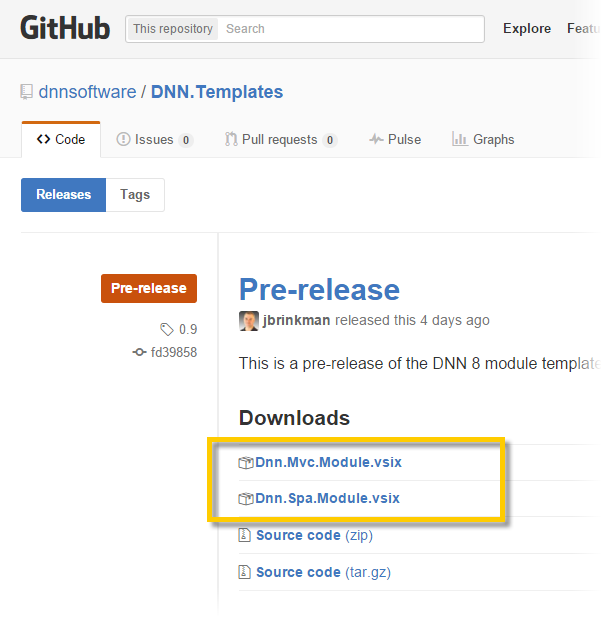 GitHub This repository Search Explore
dnnsoftware / DNN.Templates
Code Issues 0 Pull requests 0 Pulse Graphs
Releases Tags
Pre-release
0.9
fd39858
Pre-release
jbrinkman released this 4 days ago
This is a pre-release of the DNN 8 module
Downloads
Dnn.Mvc.Module.vsix
Dnn.Spa.Module.vsix
Source code (zip)
Source code (tar.gz)